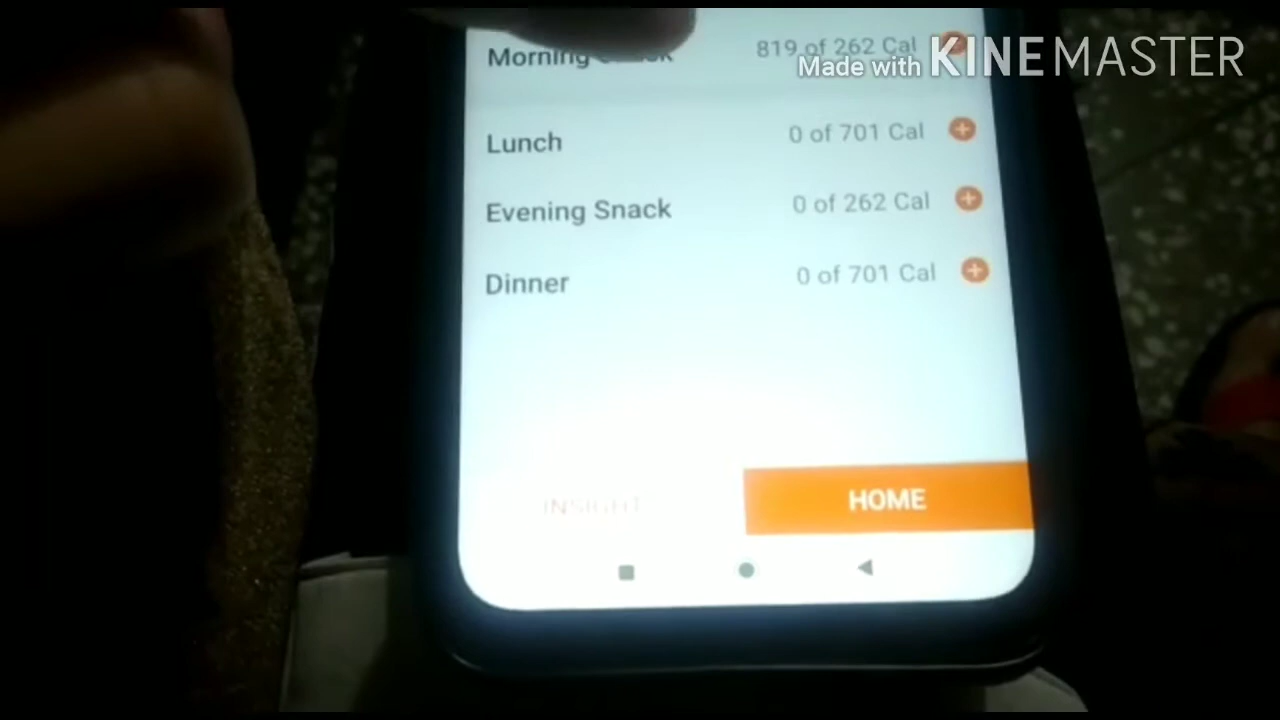 Morning 819 of 262 Cal
Made with KINEMASTER
Lunch 0 of 701 Cal
Evening Snack 0 of 262 Cal
Dinner 0 of 701 Cal
INSIGHT HOME